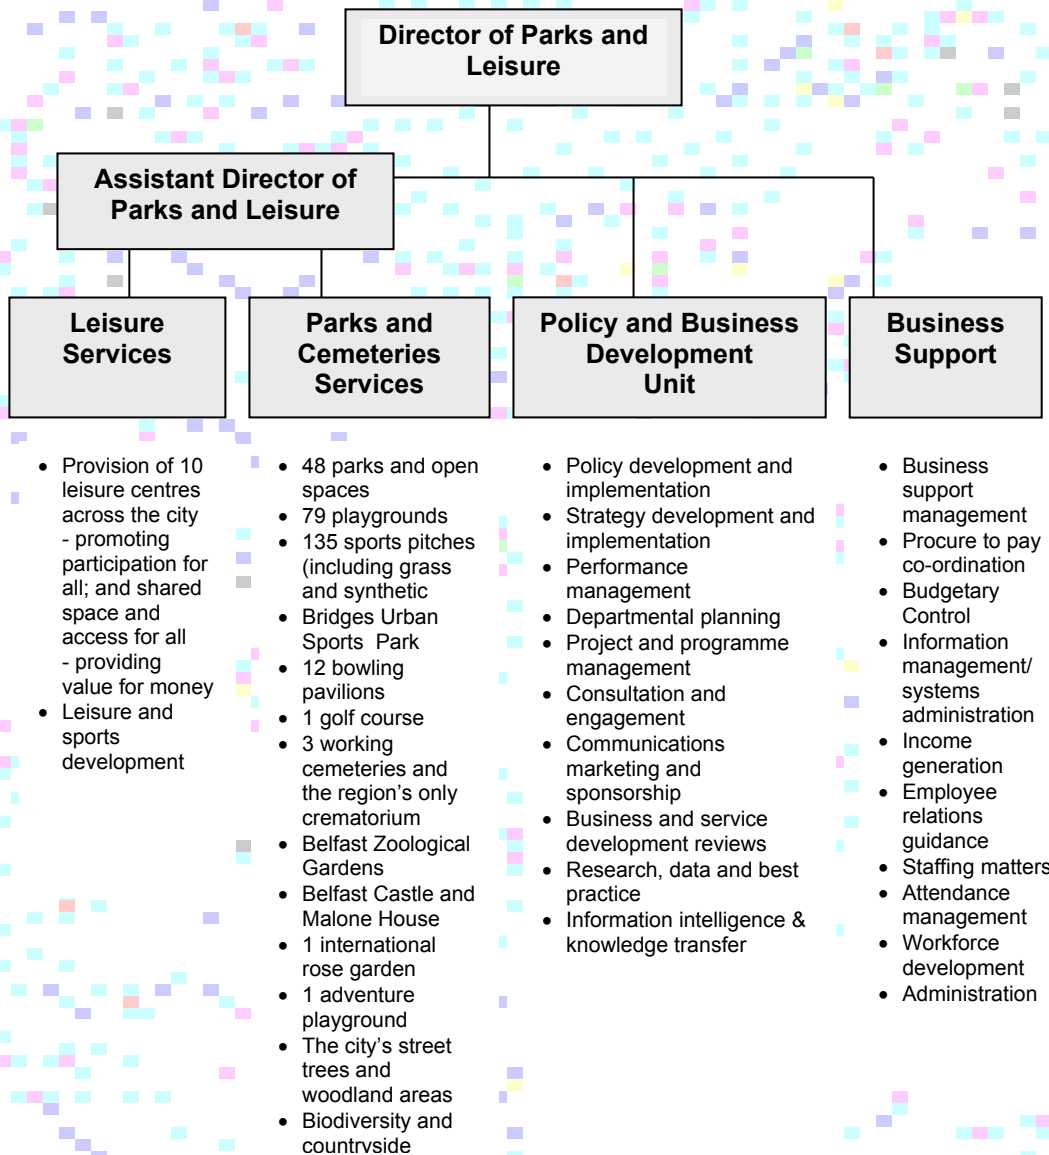 Director of Parks and
Leisure
Assistant Director of
Parks and Leisure
Leisure
Services
Parks and
Cemeteries
Services
Policy and Business
Development
Unit
Business
Support
• Provision of 10
leisure centres
across the city
- promoting
participation for
all; and shared
space and
access for all
- providing
value for money
• Leisure and
sports
development
• 48 parks and open
spaces
• 79 playgrounds
• 135 sports pitches
(including grass
and synthetic
• Bridges Urban
Sports Park
• 12 bowling
pavilions
• 1 golf course
• 3 working
cemeteries and
the region's only
crematorium
• Belfast Zoological
Gardens
• Belfast Castle and
Malone House
• 1 international
rose garden
• 1 adventure
playground
• The city's street
trees and
woodland areas
• Biodiversity and
countryside
• Policy development and
implementation
• Strategy development and
implementation
• Performance
management
• Departmental planning
• Project and programme
management
• Consultation and
engagement
• Communications
marketing and
sponsorship
• Business and service
development reviews
• Research, data and best
practice
• Information intelligence &
knowledge transfer
• Business
support
management
• Procure to pay
co-ordination
• Budgetary
Control
• Information
management/
systems
administration
• Income
generation
• Employee
relations
guidance
• Staffing matters
• Attendance
management
• Workforce
development
• Administration